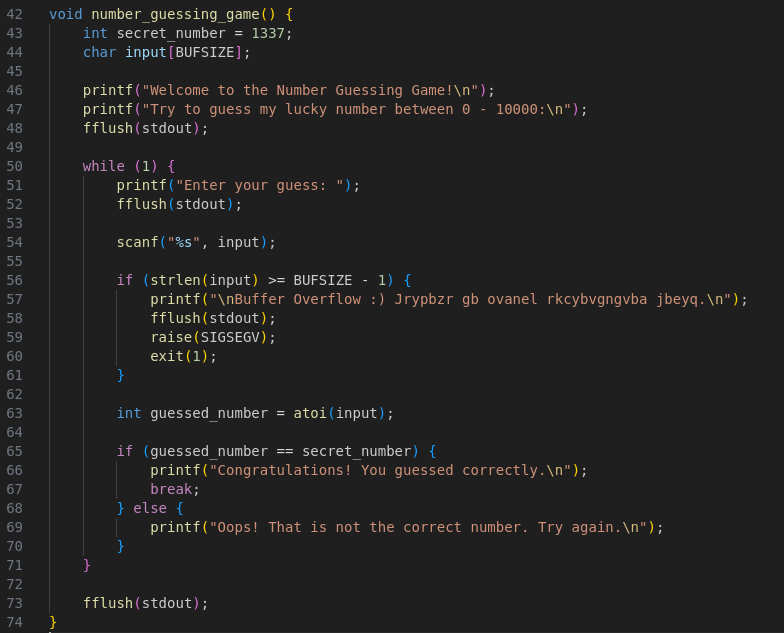 42 void number_guessing_game() {
43     int secret_number = 1337;
44     char input[BUFSIZE];
45
46     printf("Welcome to the Number Guessing Game!\n");
47     printf("Try to guess my lucky number between 0 - 10000:\n");
48     fflush(stdout);
49
50     while (1) {
51         printf("Enter your guess: ");
52         fflush(stdout);
53
54         scanf("%s", input);
55
56         if (strlen(input) >= BUFSIZE - 1) {
57             printf("\nBuffer Overflow :) Jrypbzr gb ovanel rkcybvgngvba jbeyq.\n");
58             fflush(stdout);
59             raise(SIGSEGV);
60             exit(1);
61         }
62
63         int guessed_number = atoi(input);
64
65         if (guessed_number == secret_number) {
66             printf("Congratulations! You guessed correctly.\n");
67             break;
68         } else {
69             printf("Oops! That is not the correct number. Try again.\n");
70         }
71     }
72
73     fflush(stdout);
74 }